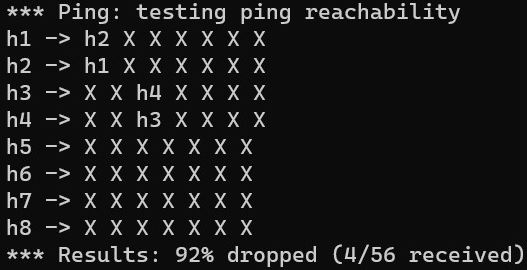 *** Ping: testing ping reachability
h1 -> h2 X X X X X X
h2 -> h1 X X X X X X
h3 -> X X h4 X X X X
h4 -> X X h3 X X X X
h5 -> X X X X X X X
h6 -> X X X X X X X
h7 -> X X X X X X X
h8 -> X X X X X X X
*** Results: 92% dropped (4/56 received)